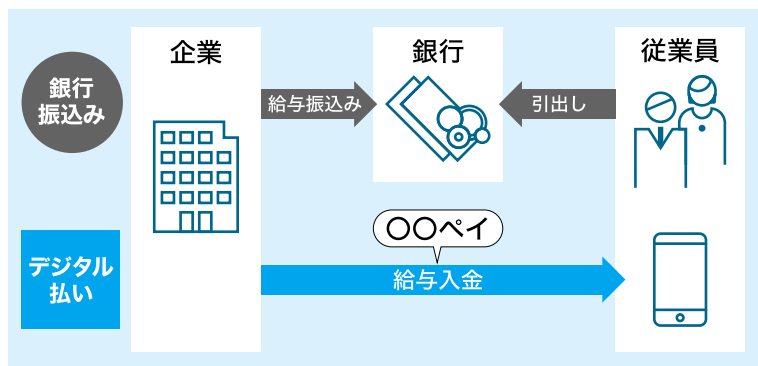 企業
銀行
従業員
銀行
振込み
給与振込み
引出し
〇〇ペイ
デジタル
払い
給与入金